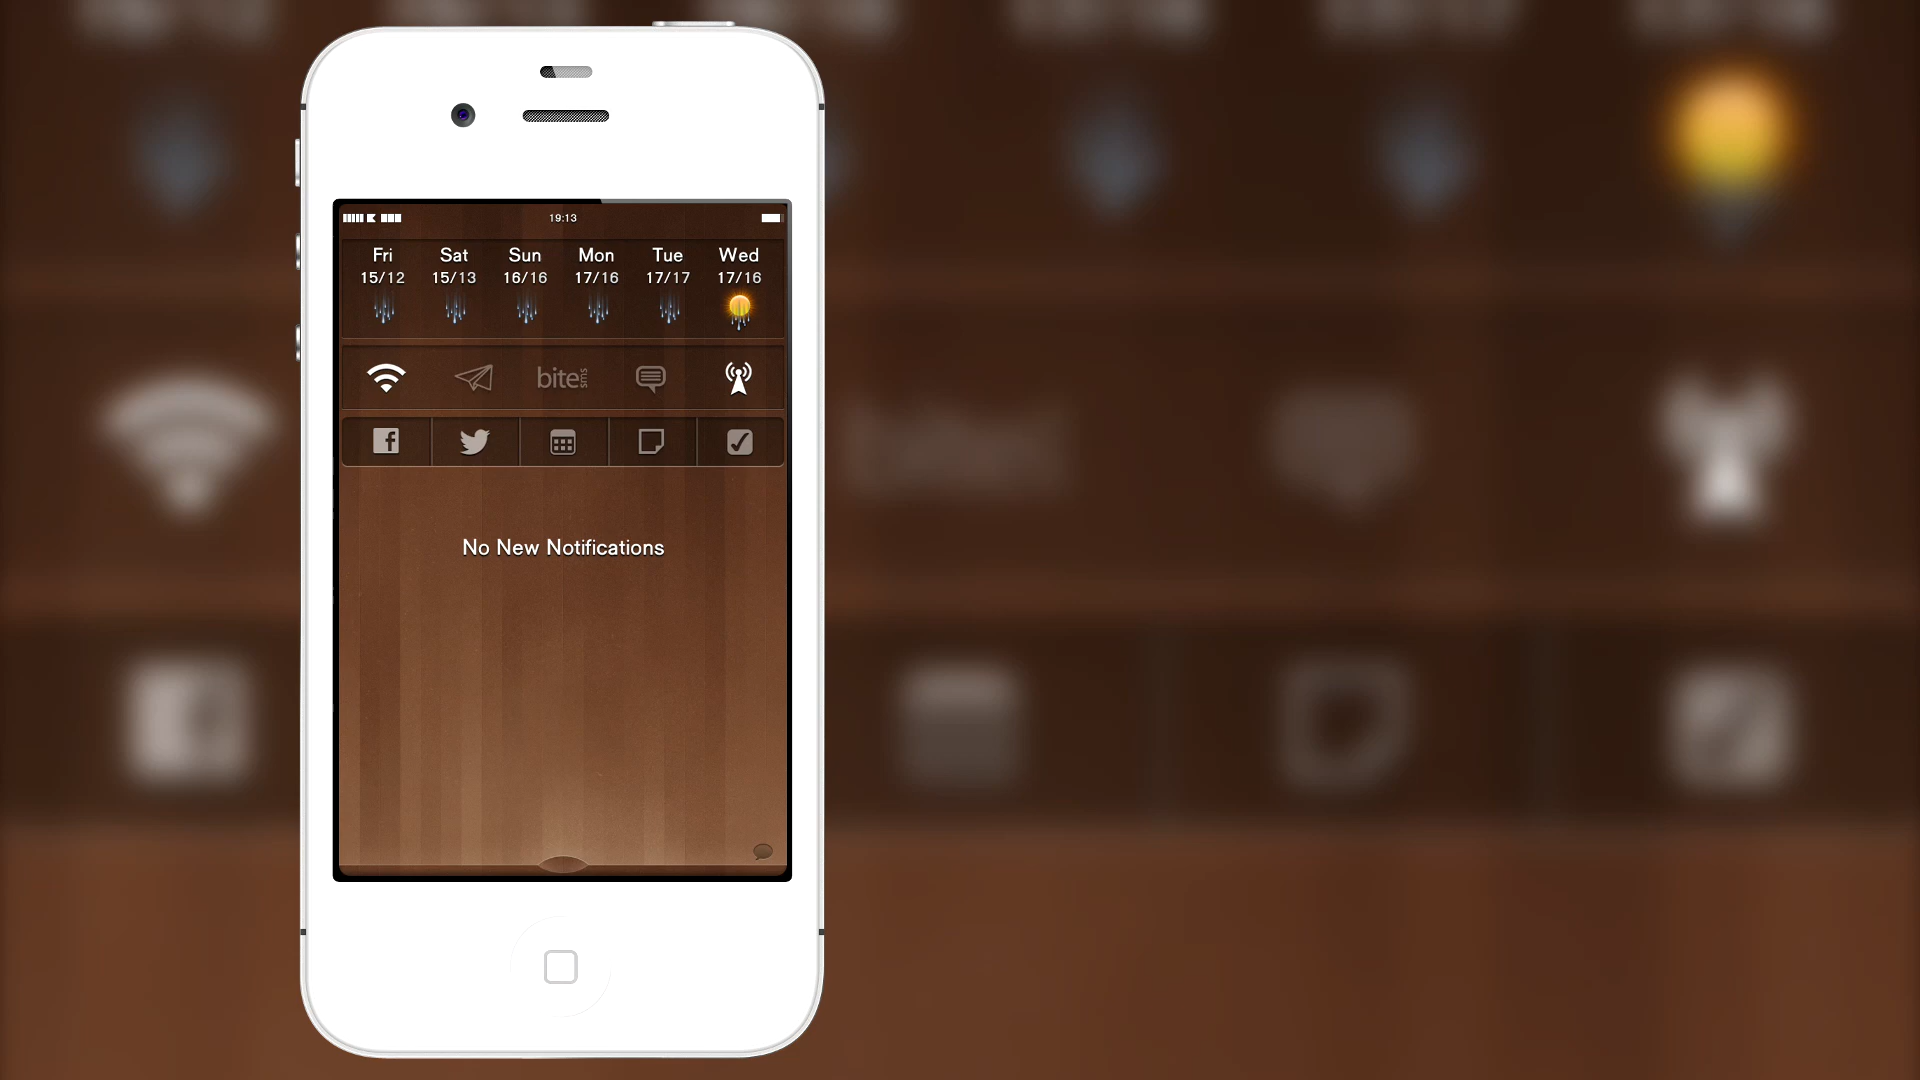 19:13
Fri Sat Sun Mon Tue Wed
15/12 15/13 16/16 17/16 17/17 17/16
bitesms
f
No New Notifications